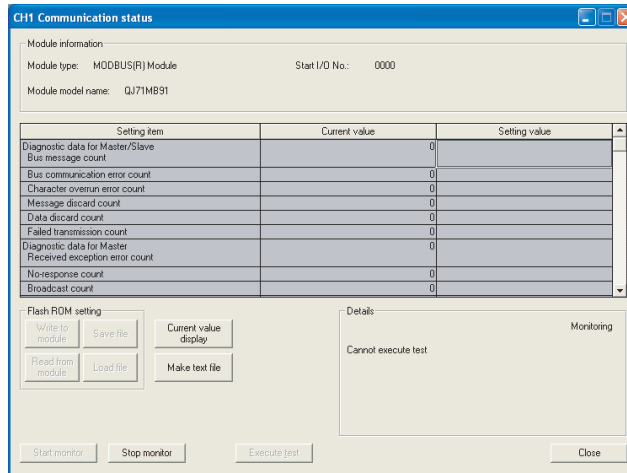 CH1 Communication status
Module information
Module type: MODBUS(R) Module Start I/O No.: 0000
Module model name: QJ71MB91
Setting item Current value Setting value
Diagnostic data for Master/Slave
Bus message count 0
Bus communication error count 0
Character overrun error count 0
Message discard count 0
Data discard count 0
Failed transmission count 0
Diagnostic data for Master
Received exception error count 0
No-response count 0
Broadcast count 0
Flash ROM setting
Write to module
Save file
Current value display
Read from module
Load file
Make text file
Details
Monitoring
Cannot execute test
Start monitor
Stop monitor
Execute test
Close